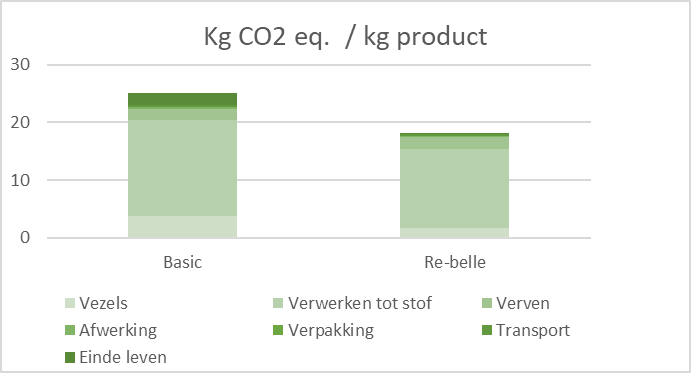 Kg CO2 eq.  / kg product
30
20
10
0
Basic Re-belle
Vezels Verwerken tot stof Verven
Afwerking Verpakking Transport
Einde leven